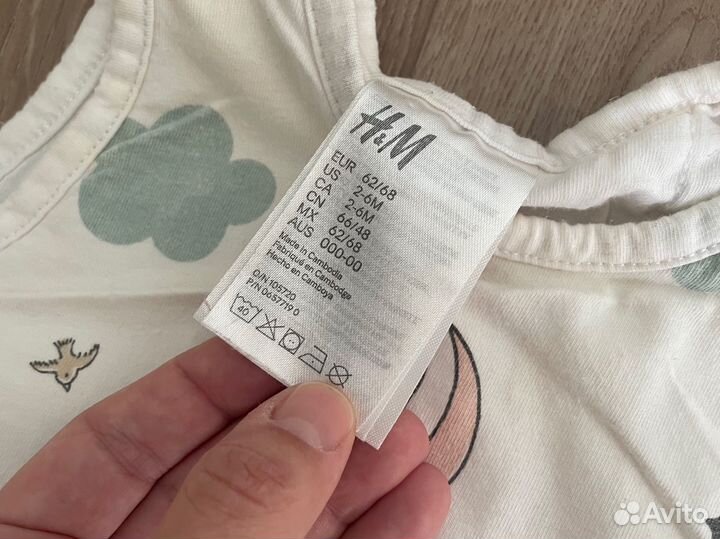 H&M
EUR 62/68
US 2-6M
CA 2-6M
CN 66/48
MX 62/68
AUS 000-00
Made in Cambodia
Fabriqué en Cambodge
Hecho en Camboya
O/N 105720
P/N 0657719 0
40
Avito